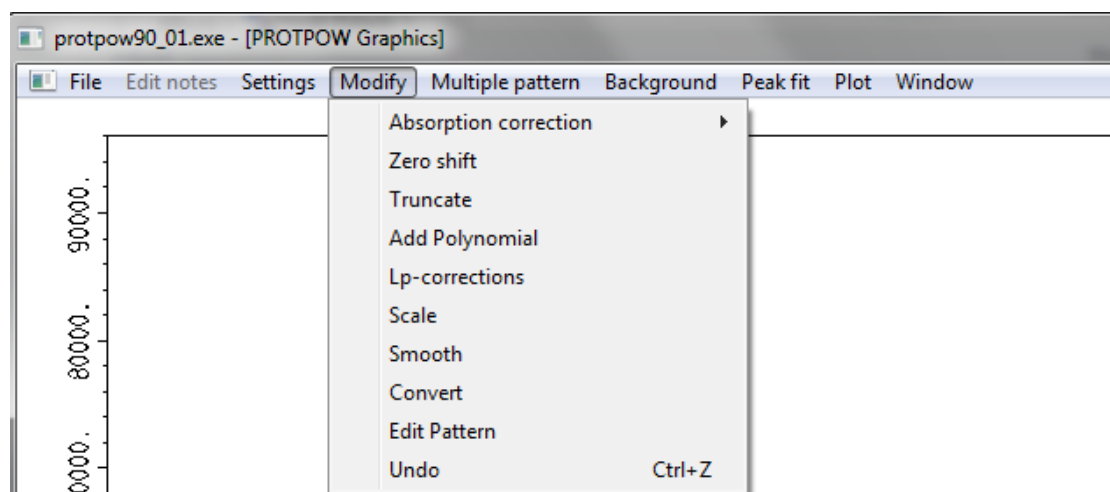 protpow90_01.exe - [PROTPOW Graphics]
File Edit notes Settings Modify Multiple pattern Background Peak fit Plot Window
Absorption correction
Zero shift
Truncate
Add Polynomial
Lp-corrections
Scale
Smooth
Convert
Edit Pattern
Undo Ctrl+Z
90000.
80000.